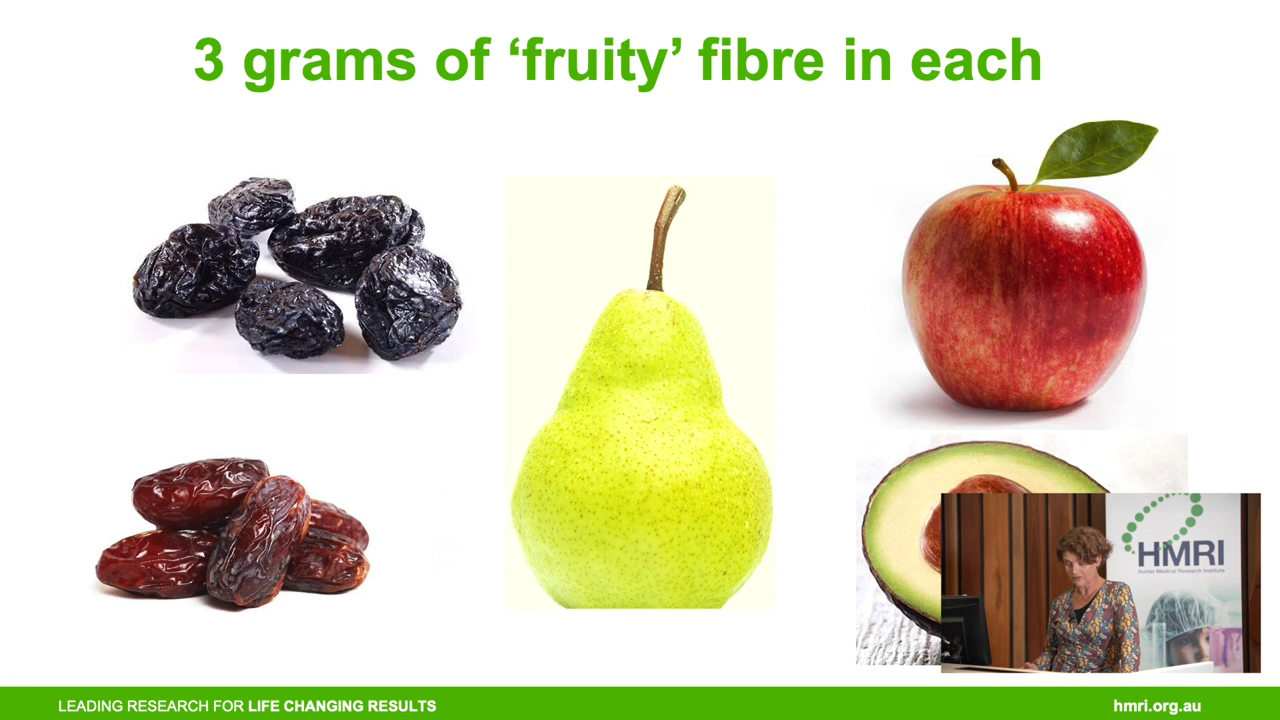 3 grams of ‘fruity’ fibre in each
HMRI
Hunter Medical Research Institute
LEADING RESEARCH FOR LIFE CHANGING RESULTS
hmri.org.au